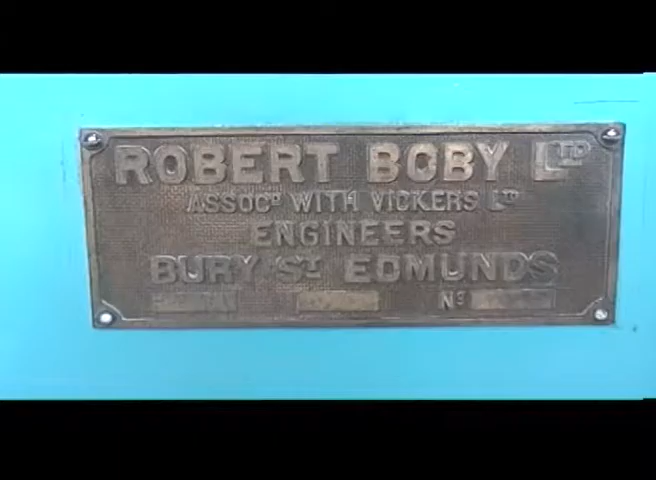 ROBERT BOBY LTD
ASSOCD WITH VICKERS LTD
ENGINEERS
BURY ST EDMUNDS
No